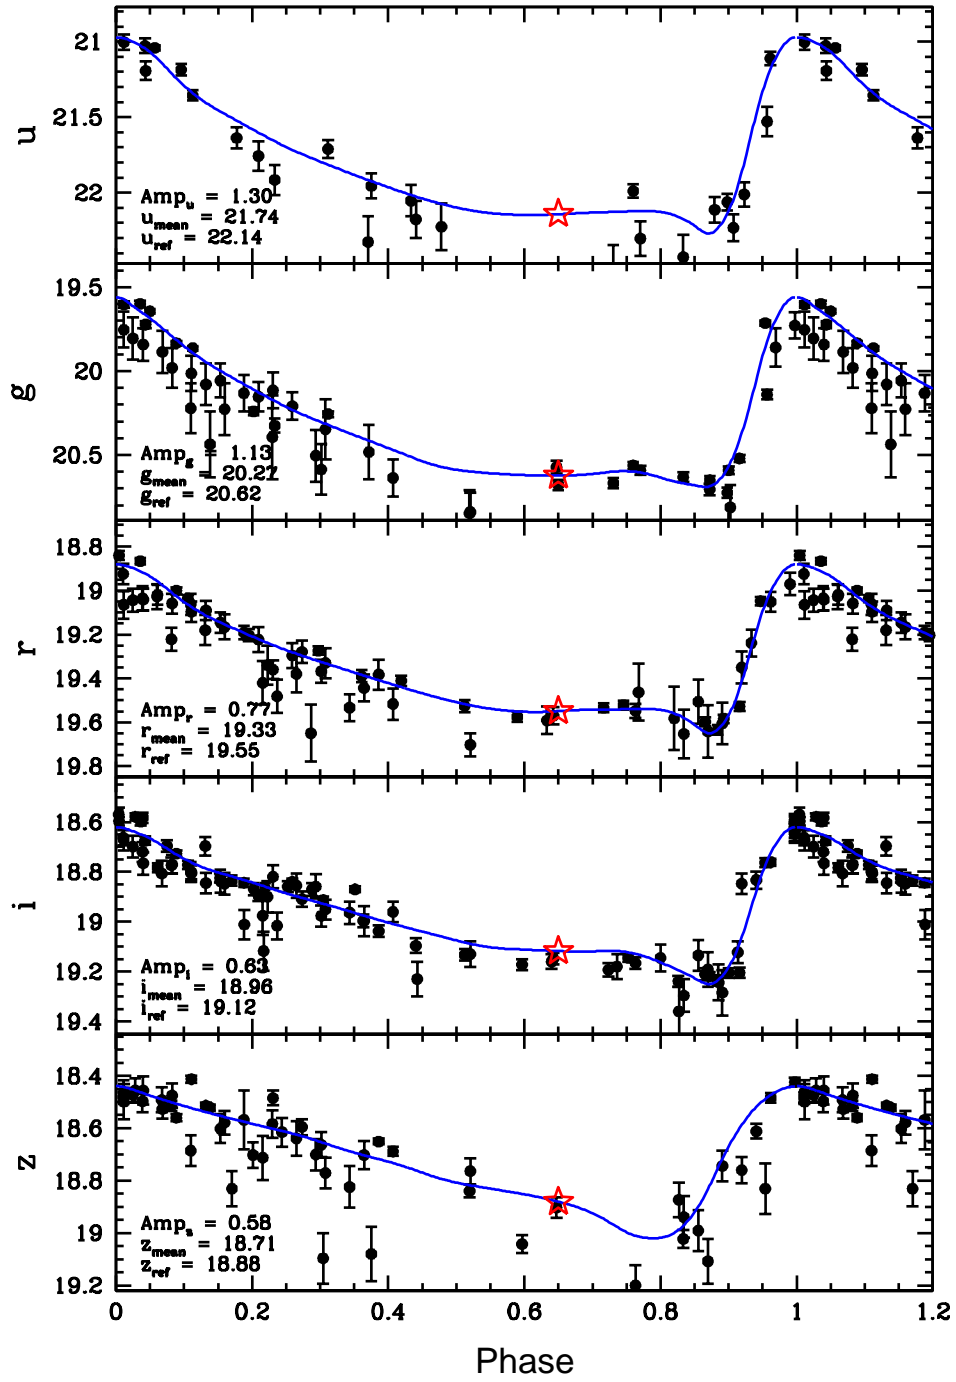 21
21.5
22
u
Amp_u = 1.30
u_mean = 21.74
u_ref = 22.14
19.5
20
20.5
g
Amp_g = 1.13
g_mean = 20.27
g_ref = 20.62
18.8
19
19.2
19.4
19.6
19.8
r
Amp_r = 0.77
r_mean = 19.33
r_ref = 19.55
18.6
18.8
19
19.2
19.4
i
Amp_i = 0.63
i_mean = 18.96
i_ref = 19.12
18.4
18.6
18.8
19
19.2
z
Amp_z = 0.58
z_mean = 18.71
z_ref = 18.88
0 0.2 0.4 0.6 0.8 1 1.2
Phase